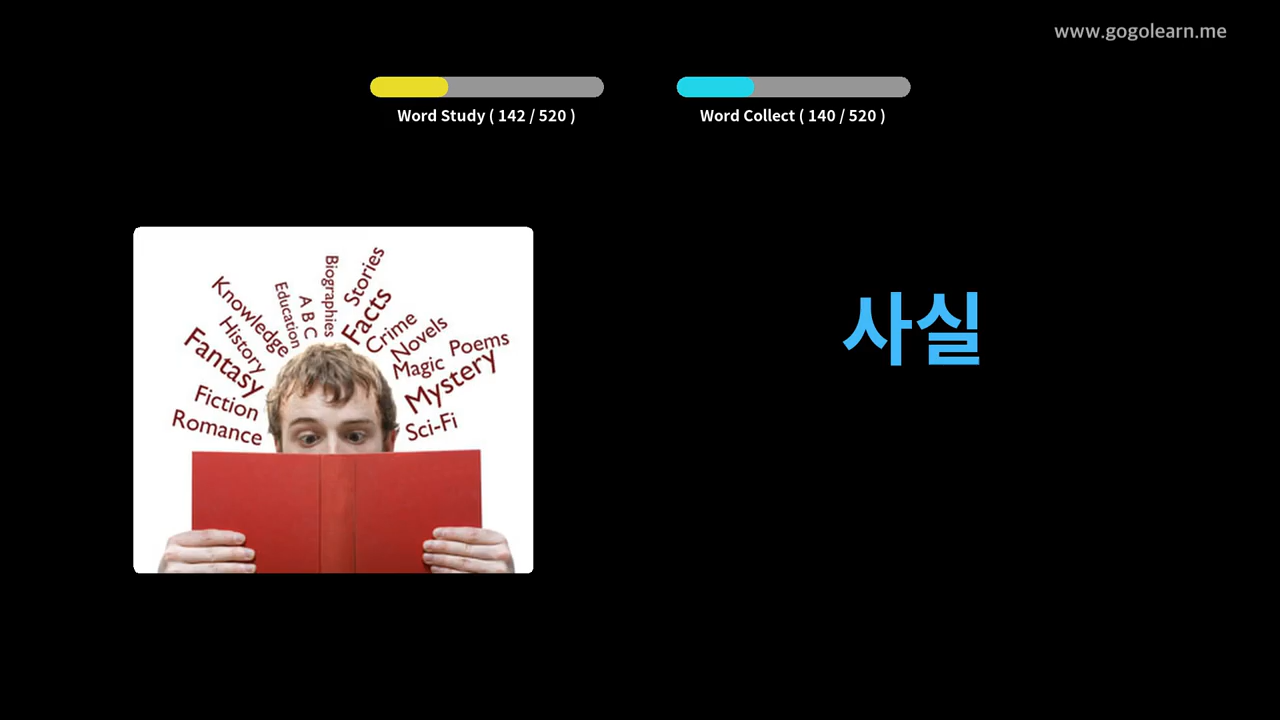 www.gogolearn.me
Word Study ( 142 / 520 )
Word Collect ( 140 / 520 )
사실
Romance
Fiction
Fantasy
History
Knowledge
Education
A B C
Biographies
Stories
Facts
Crime
Novels
Magic
Poems
Mystery
Sci-Fi